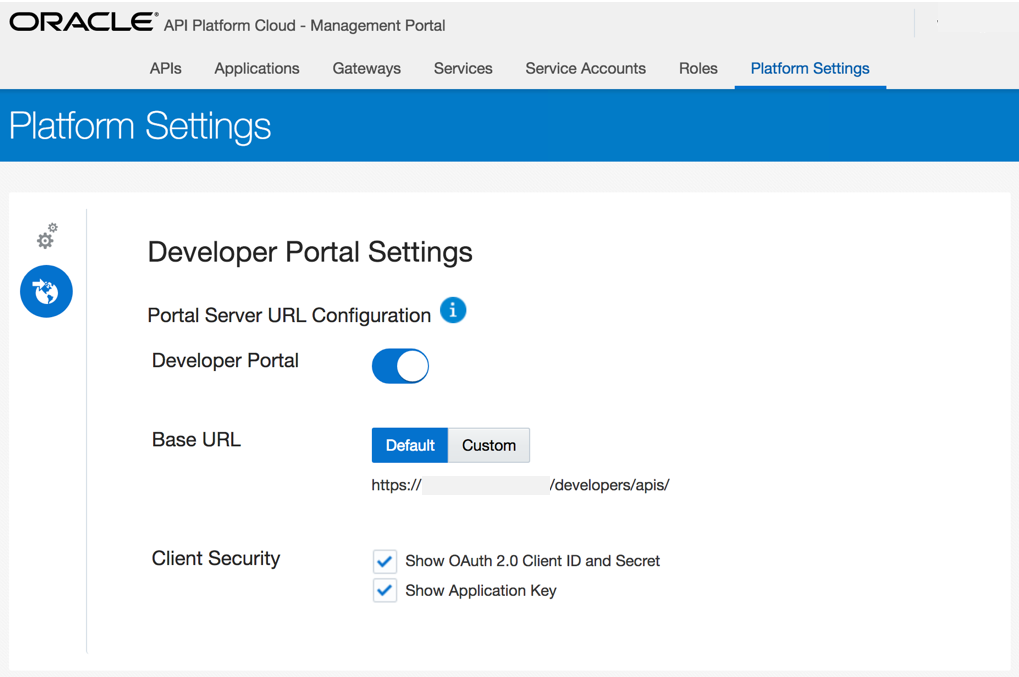 ORACLE® API Platform Cloud - Management Portal
APIs Applications Gateways Services Service Accounts Roles Platform Settings
Platform Settings
Developer Portal Settings
Portal Server URL Configuration i
Developer Portal
Base URL Default Custom
https:// /developers/apis/
Client Security Show OAuth 2.0 Client ID and Secret
Show Application Key